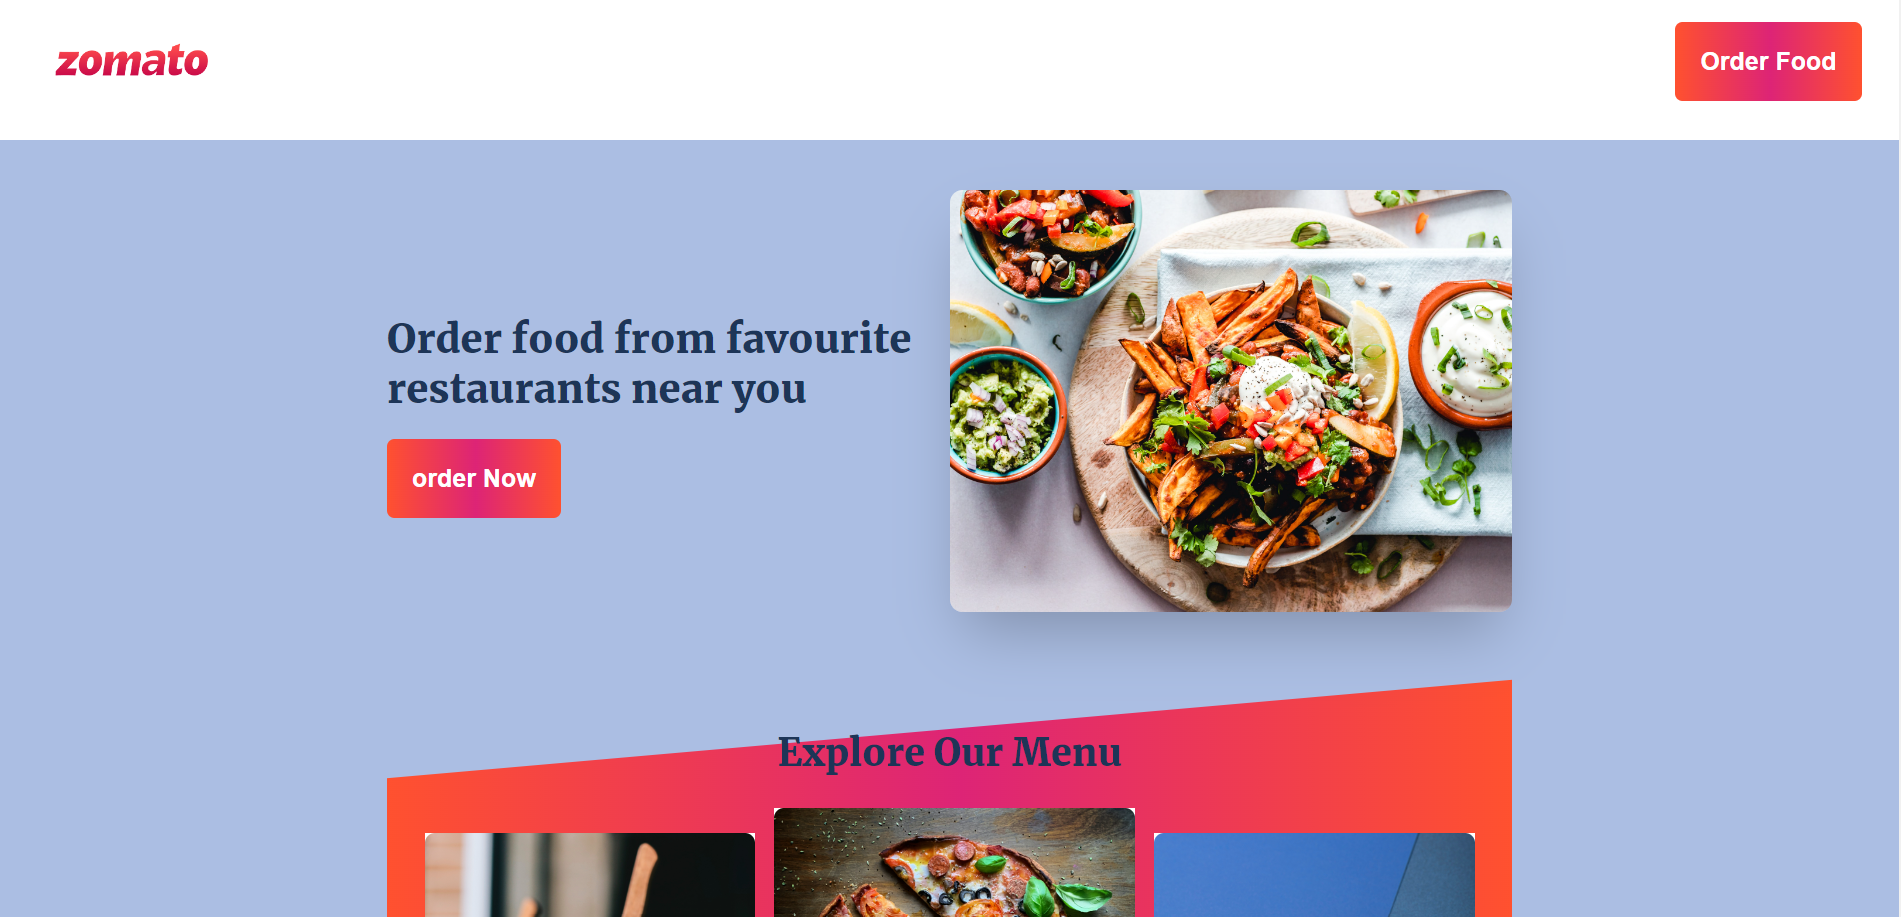 zomato
Order Food
Order food from favourite
restaurants near you
order Now
Explore Our Menu